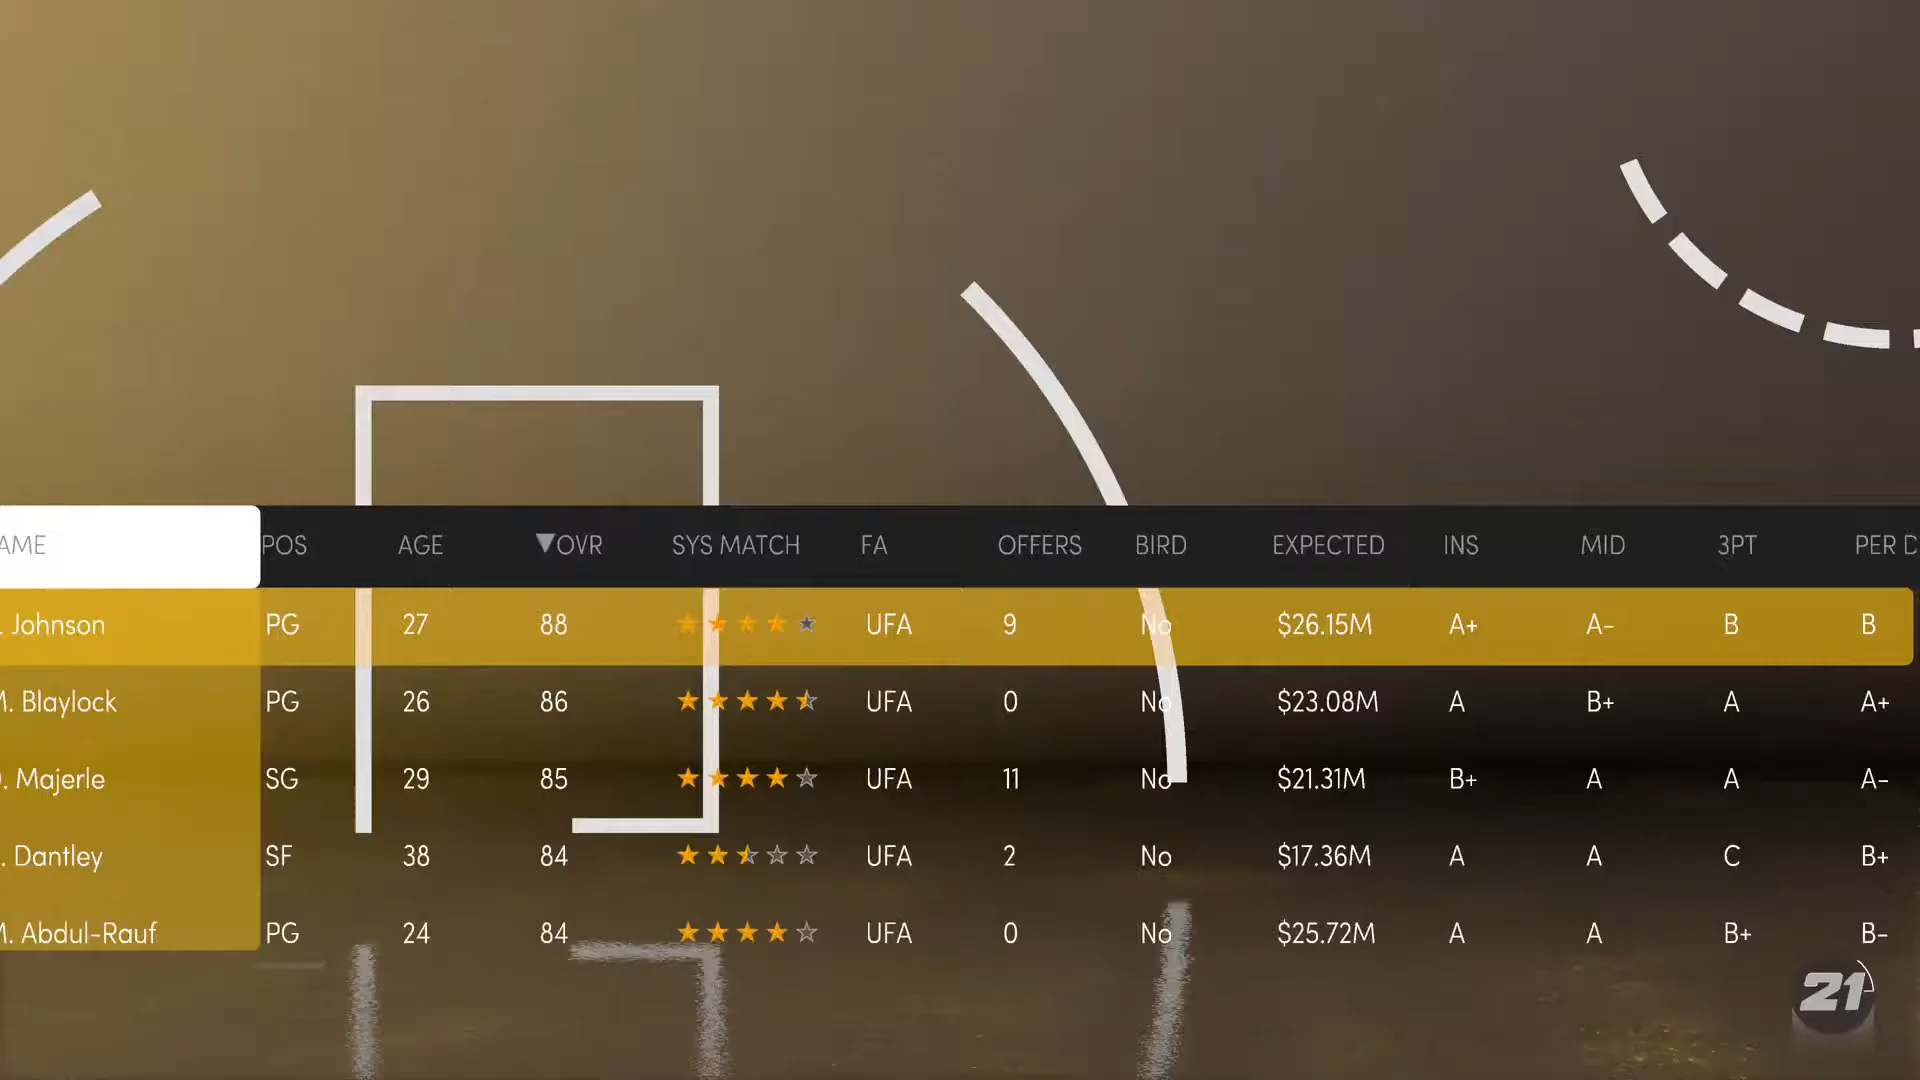 AME POS AGE ▼OVR SYS MATCH FA OFFERS BIRD EXPECTED INS MID 3PT PER D
. Johnson PG 27 88 UFA 9 No $26.15M A+ A- B B
M. Blaylock PG 26 86 UFA 0 No $23.08M A B+ A A+
D. Majerle SG 29 85 UFA 11 No $21.31M B+ A A A-
. Dantley SF 38 84 UFA 2 No $17.36M A A C B+
M. Abdul-Rauf PG 24 84 UFA 0 No $25.72M A A B+ B-
21